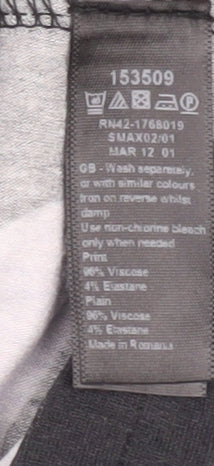 153509
RN42-1768019
SMAX02/01
MAR 12 01
GB - Wash separately,
or with similar colours
Iron on reverse whilst
damp
Use non-chlorine bleach
only when needed
Print
96% Viscose
4% Elastane
Plain
96% Viscose
4% Elastane
Made in Romania